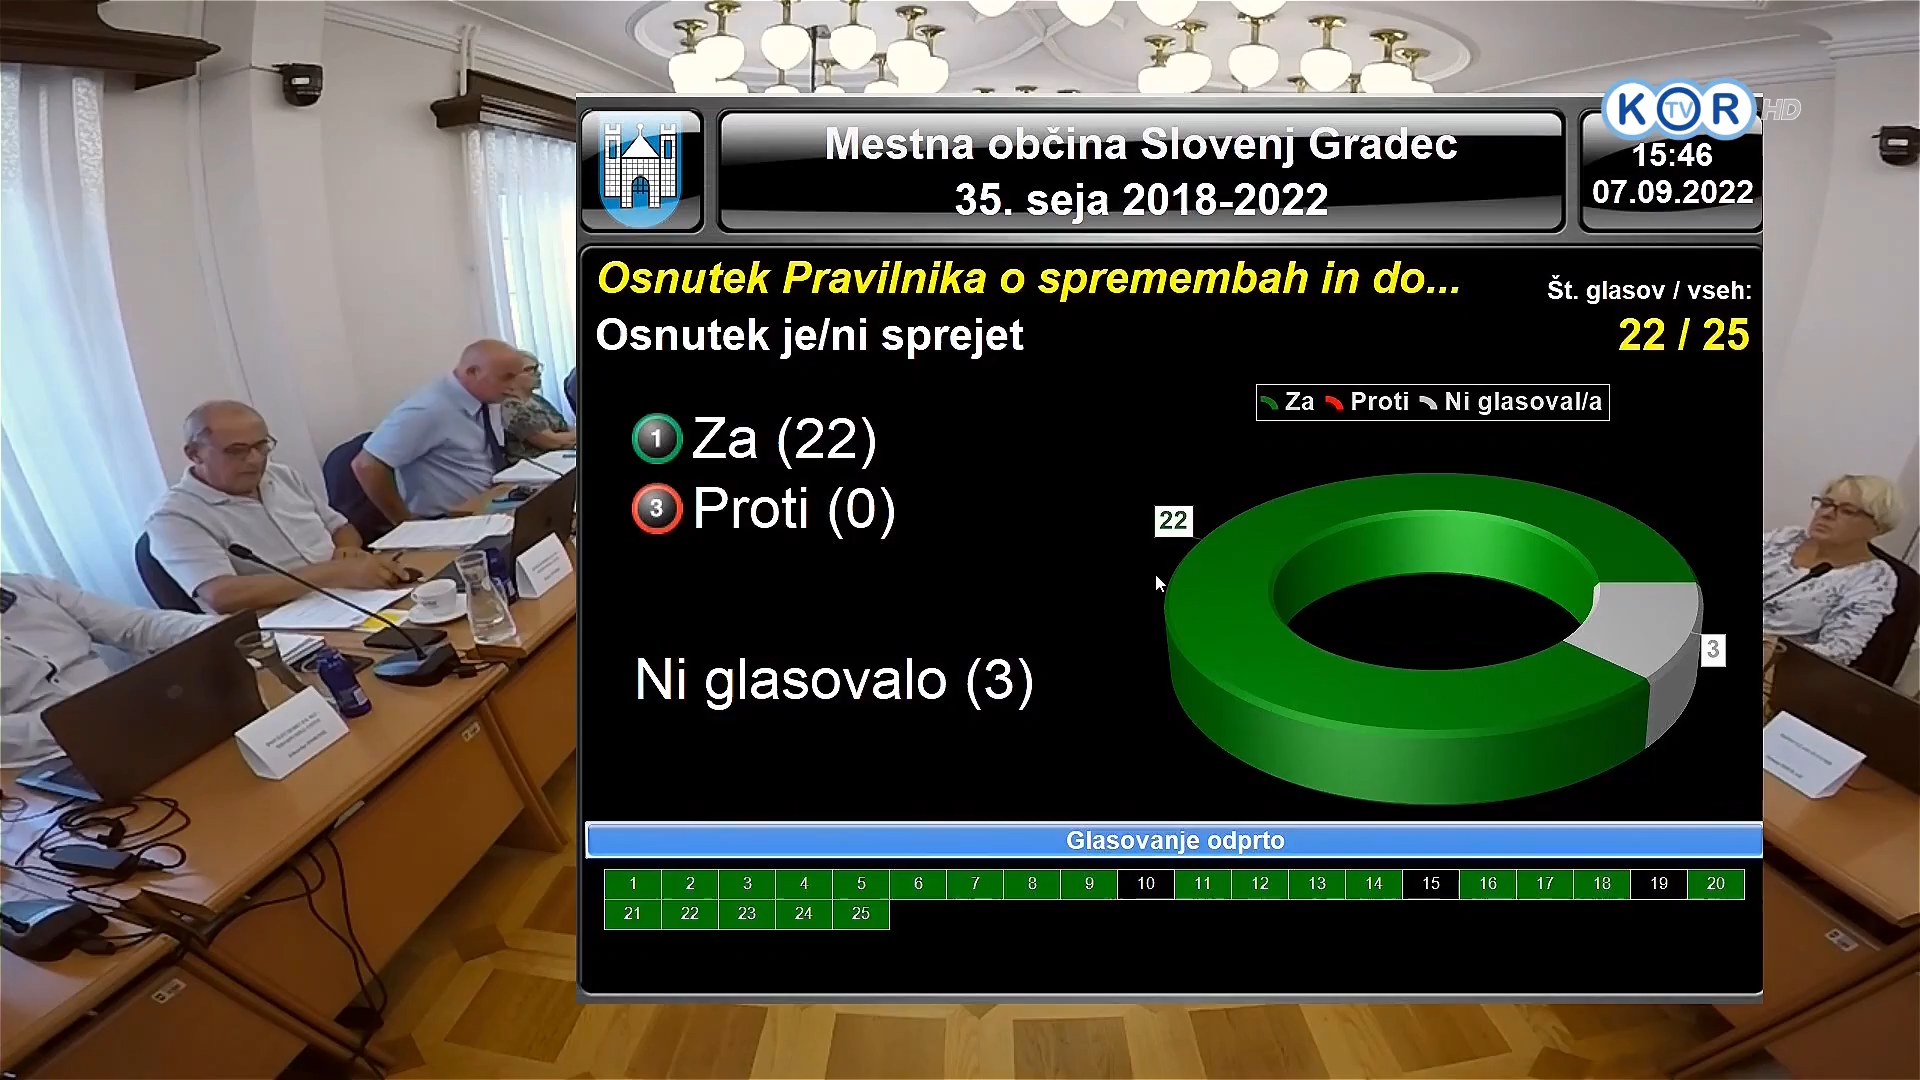 KTVOR HD
Mestna občina Slovenj Gradec
35. seja 2018-2022
15:46
07.09.2022
Osnutek Pravilnika o spremembah in do...
Št. glasov / vseh:
Osnutek je/ni sprejet
22 / 25
Za Proti Ni glasoval/a
1 Za (22)
3 Proti (0)
22
3
Ni glasovalo (3)
Glasovanje odprto
1 2 3 4 5 6 7 8 9 10 11 12 13 14 15 16 17 18 19 20
21 22 23 24 25